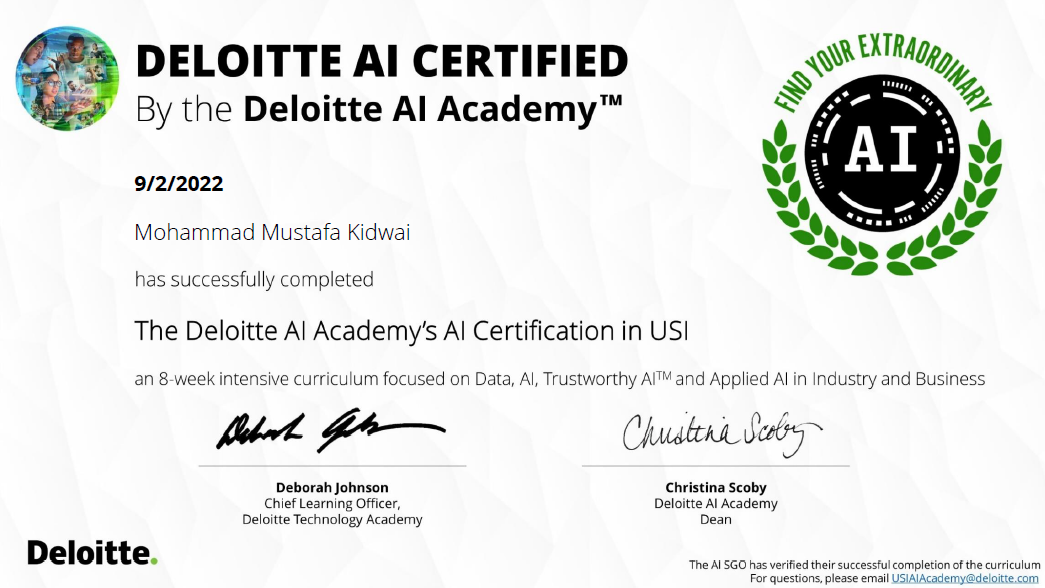 DELOITTE AI CERTIFIED
By the Deloitte AI Academy™
FIND YOUR EXTRAORDINARY
AI
9/2/2022
Mohammad Mustafa Kidwai
has successfully completed
The Deloitte AI Academy’s AI Certification in USI
an 8-week intensive curriculum focused on Data, AI, Trustworthy AI™ and Applied AI in Industry and Business
Christina Scoby
Deborah Johnson
Chief Learning Officer,
Deloitte Technology Academy
Christina Scoby
Deloitte AI Academy
Dean
Deloitte.
The AI SGO has verified their successful completion of the curriculum
For questions, please email USIAIAcademy@deloitte.com